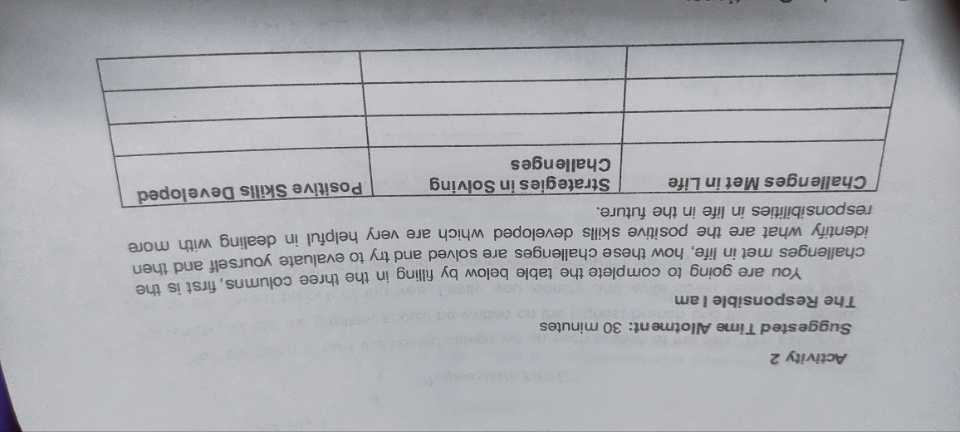 Activity 2
Suggested Time Allotment: 30 minutes
The Responsible I am
You are going to complete the table below by filling in the three columns, first is the
challenges met in life, how these challenges are solved and try to evaluate yourself and then
identify what are the positive skills developed which are very helpful in dealing with more
responsibilities in life in the future.
Challenges Met in Life
Strategies in Solving
Challenges
Positive Skills Developed